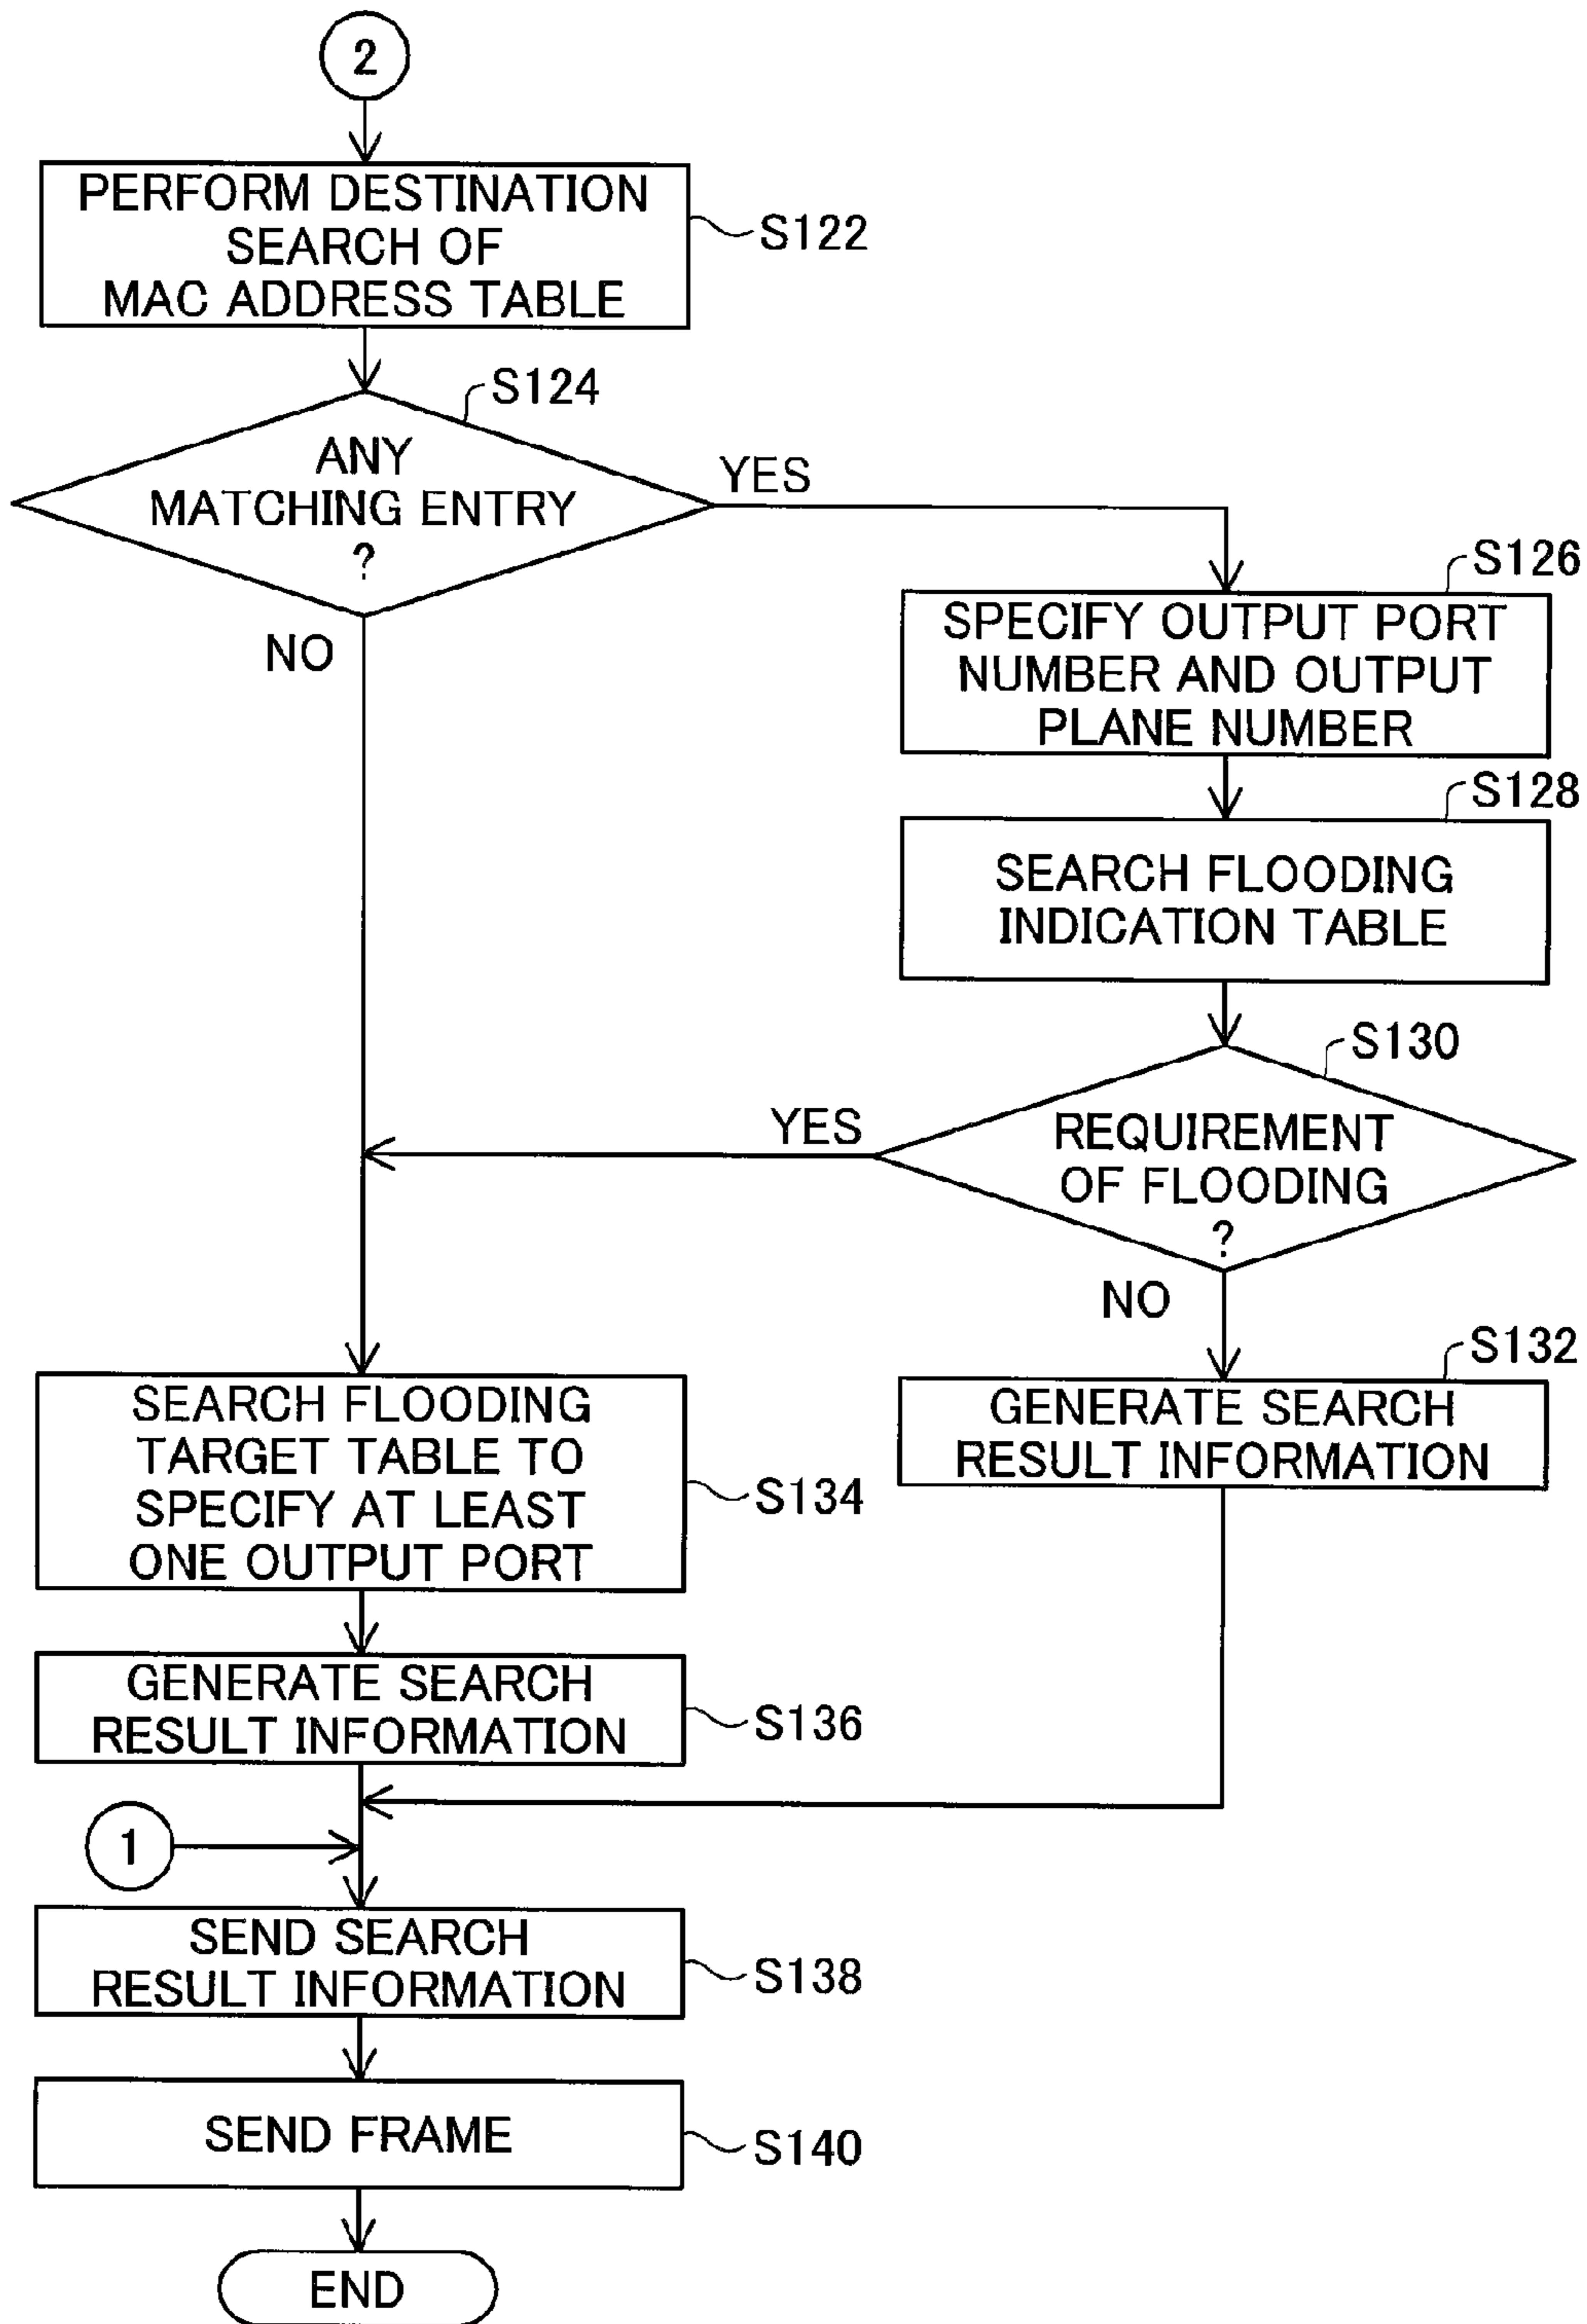 2
PERFORM DESTINATION
SEARCH OF
MAC ADDRESS TABLE
S122
S124
ANY
MATCHING ENTRY
?
YES
NO
S126
SPECIFY OUTPUT PORT
NUMBER AND OUTPUT
PLANE NUMBER
S128
SEARCH FLOODING
INDICATION TABLE
S130
REQUIREMENT
OF FLOODING
?
YES
NO
S132
GENERATE SEARCH
RESULT INFORMATION
SEARCH FLOODING
TARGET TABLE TO
SPECIFY AT LEAST
ONE OUTPUT PORT
S134
GENERATE SEARCH
RESULT INFORMATION
S136
1
SEND SEARCH
RESULT INFORMATION
S138
SEND FRAME
S140
END